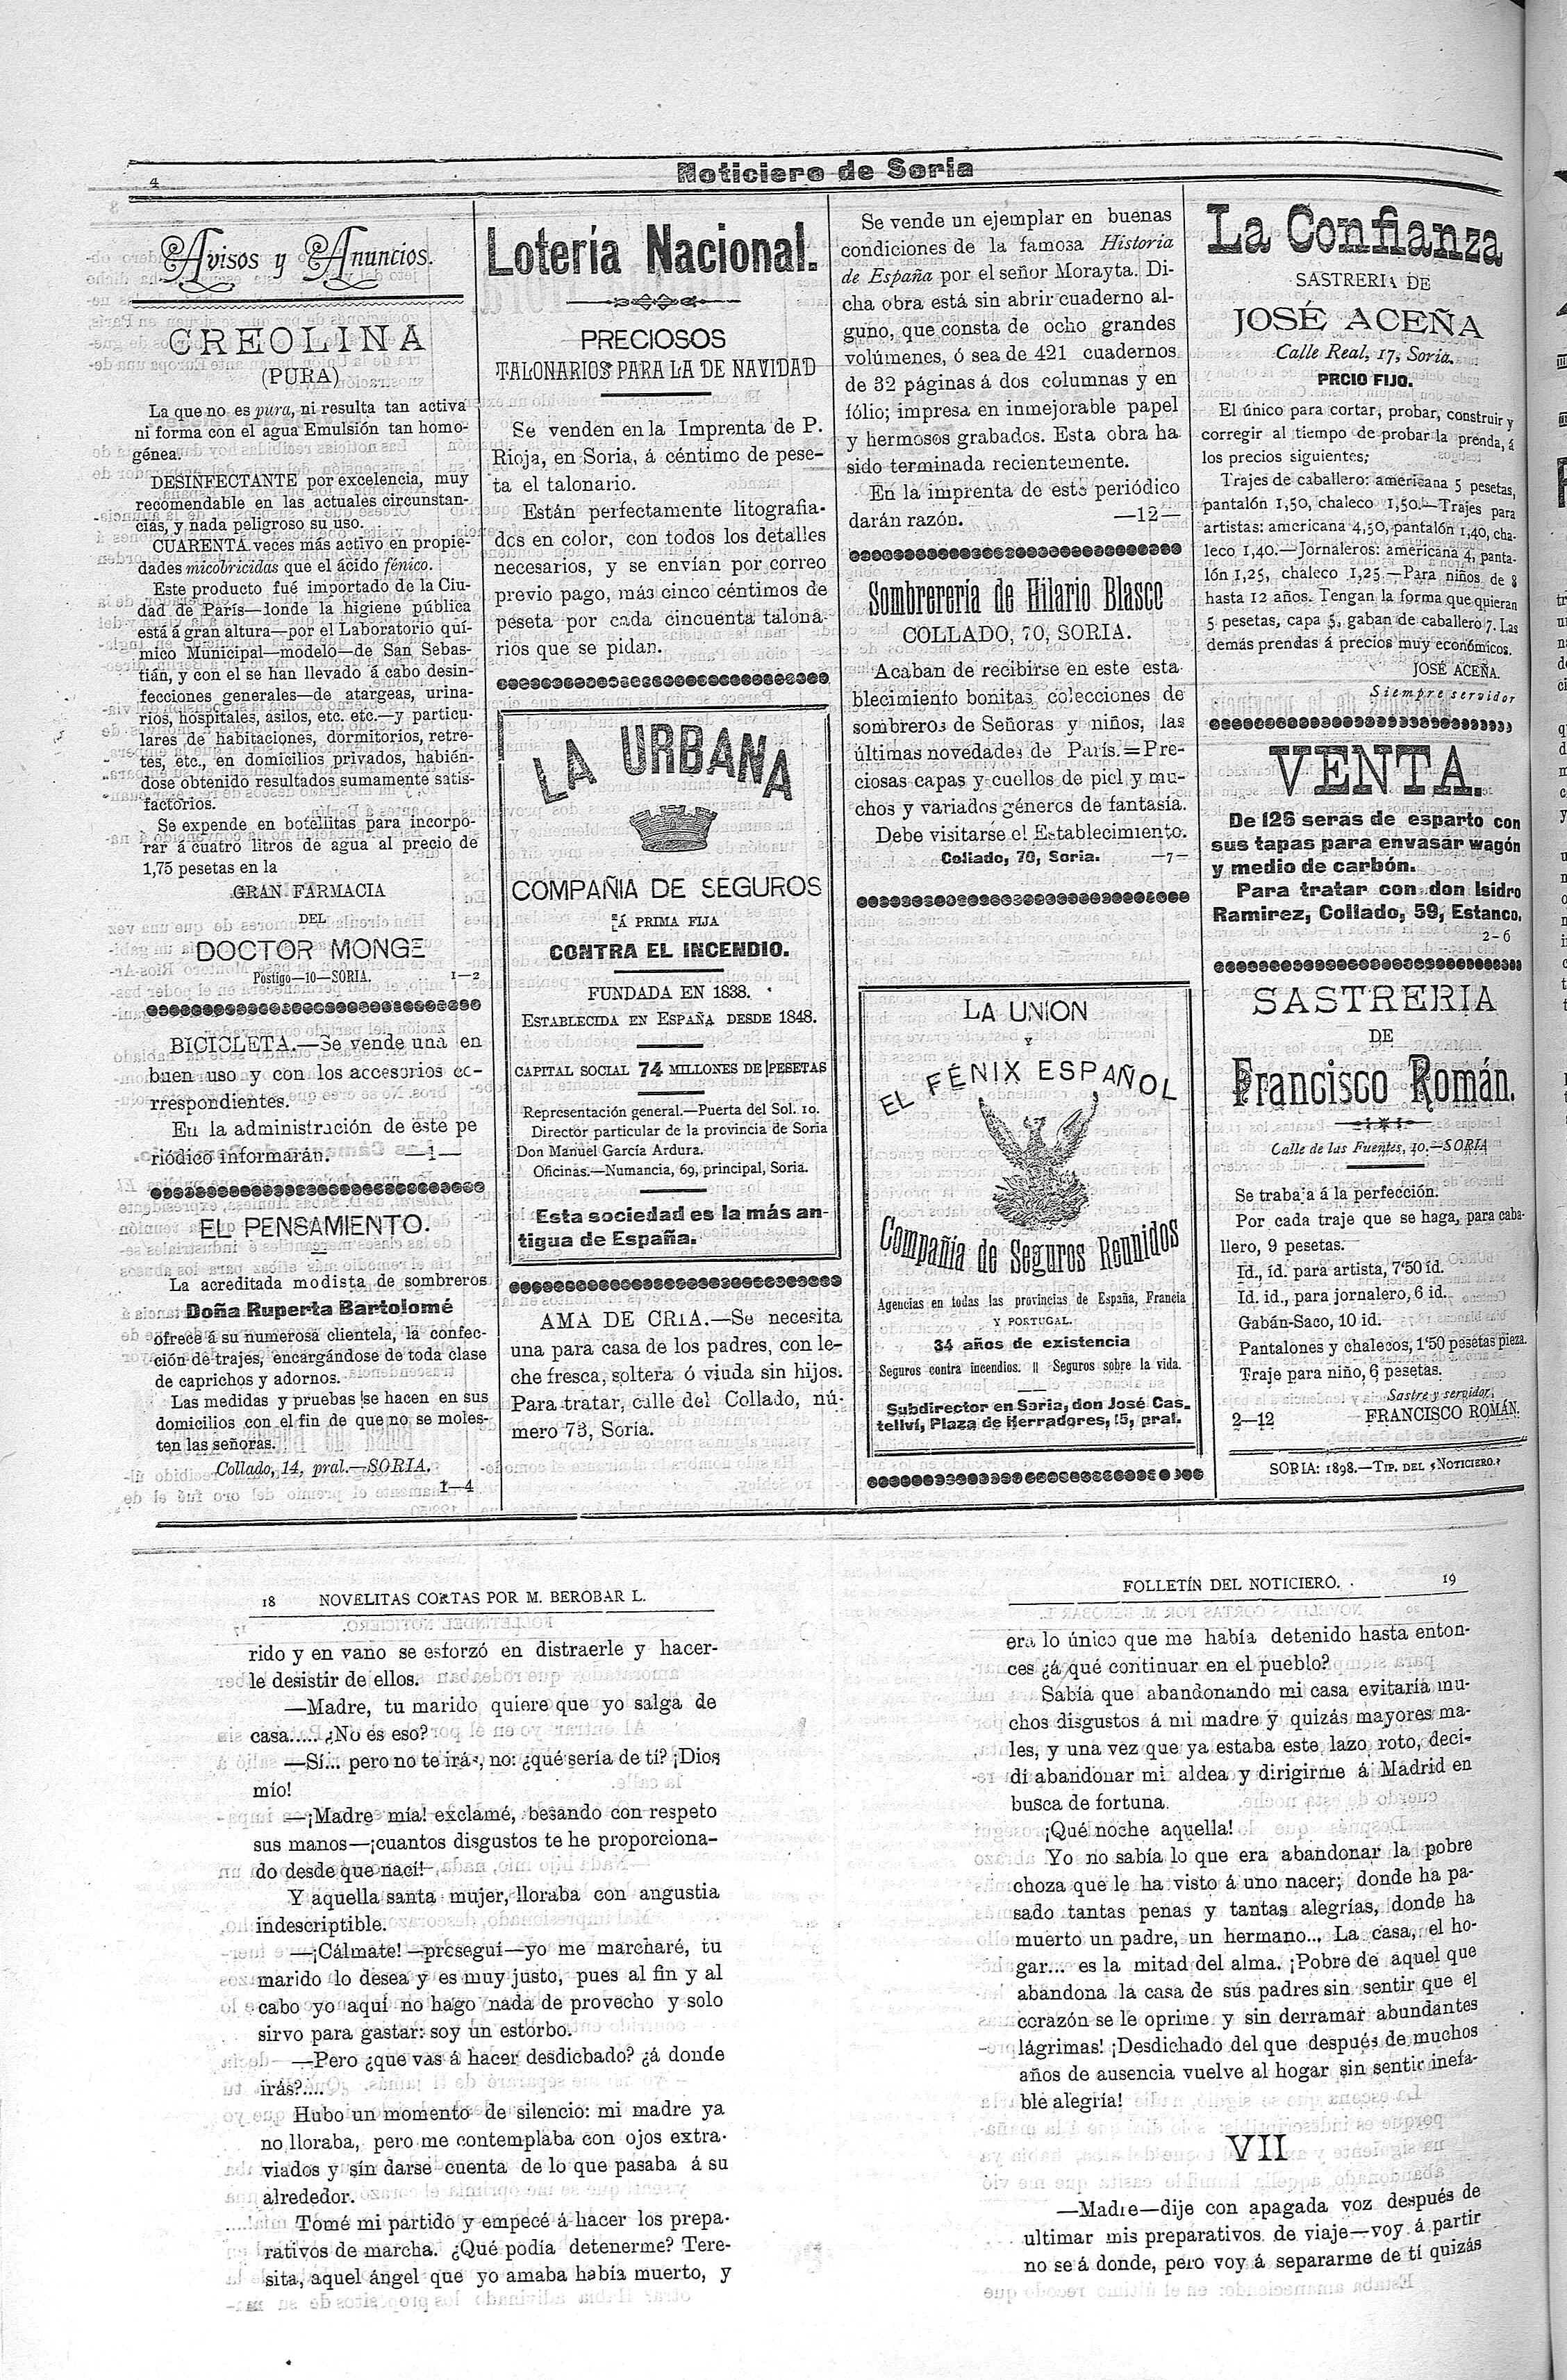 4
Noticiero de Soria
Avisos y Anuncios.
CREOLINA
(PURA)
La que no es pura, ni resulta tan activa
ni forma con el agua Emulsión tan homo-
génea.
DESINFECTANTE por excelencia, muy
recomendable en las actuales circunstan-
cias, y nada peligroso su uso.
CUARENTA veces más activo en propie-
dades micobricidas que el ácido fénico.
Este producto fué importado de la Ciu-
dad de París—londe la higiene pública
está á gran altura—por el Laboratorio quí-
mico Municipal—modelo—de San Sebas-
tián, y con el se han llevado á cabo desin-
fecciones generales—de atargeas, urina-
rios, hospitales, asilos, etc. etc.—y particu-
lares de habitaciones, dormitorios, retre-
tes, etc., en domicilios privados, habién-
dose obtenido resultados sumamente satis-
factorios.
Se expende en botellitas para incorpo-
rar á cuatro litros de agua al precio de
1,75 pesetas en la
GRAN FARMACIA
DEL
DOCTOR MONGE
Postigo—10—SORIA. 1—2
BICICLETA.—Se vende una en
buen uso y con los accesorios co-
rrespondientes.
En la administración de este pe
riódico informarán. —1—
EL PENSAMIENTO.
La acreditada modista de sombreros
Doña Ruperta Bartolomé
ofrece á su numerosa clientela, la confec-
ción de trajes, encargándose de toda clase
de caprichos y adornos.
Las medidas y pruebas se hacen en sus
domicilios con el fin de que no se moles-
ten las señoras.
Collado, 14, pral.—SORIA.
1—4
Lotería Nacional.
PRECIOSOS
TALONARIOS PARA LA DE NAVIDAD
Se venden en la Imprenta de P.
Rioja, en Soria, á céntimo de pese-
ta el talonario.
Están perfectamente litografia-
dos en color, con todos los detalles
necesarios, y se envían por correo
previo pago, más cinco céntimos de
peseta por cada cincuenta talona-
rios que se pidan.
LA URBANA
COMPAÑIA DE SEGUROS
Á PRIMA FIJA
CONTRA EL INCENDIO.
FUNDADA EN 1838.
ESTABLECIDA EN ESPAÑA DESDE 1848.
CAPITAL SOCIAL 74 MILLONES DE PESETAS
Representación general.—Puerta del Sol. 10.
Director particular de la provincia de Soria
Don Manuel García Ardura.
Oficinas.—Numancia, 69, principal, Soria.
Esta sociedad es la más an-
tigua de España.
AMA DE CRIA.—Se necesita
una para casa de los padres, con le-
che fresca, soltera ó viuda sin hijos.
Para tratar, calle del Collado, nú-
mero 73, Soria.
Se vende un ejemplar en buenas
condiciones de la famosa Historia
de España por el señor Morayta. Di-
cha obra está sin abrir cuaderno al-
guno, que consta de ocho grandes
volúmenes, ó sea de 421 cuadernos
de 32 páginas á dos columnas y en
fólio; impresa en inmejorable papel
y hermosos grabados. Esta obra ha
sido terminada recientemente.
En la imprenta de este periódico
darán razón. —12—
Sombrerería de Hilario Blasco
COLLADO, 70, SORIA.
Acaban de recibirse en este esta
blecimiento bonitas colecciones de
sombreros de Señoras y niños, las
últimas novedades de París.=Pre-
ciosas capas y cuellos de piel y mu-
chos y variados géneros de fantasia.
Debe visitarse el Establecimiento.
Collado, 70, Soria. —7—
LA UNION
Y
EL FÉNIX ESPAÑOL
Compañía de Seguros Reunidos
Agencias en todas las provincias de España, Francia
Y PORTUGAL.
34 años de existencia
Seguros contra incendios. || Seguros sobre la vida.
Subdirector en Soria, don José Cas-
tellví, Plaza de Herradores, 15, pral.
La Confianza
SASTRERIA DE
JOSÉ ACEÑA
Calle Real, 17, Soria.
PRCIO FIJO.
El único para cortar, probar, construir y
corregir al tiempo de probar la prenda, á
los precios siguientes;
Trajes de caballero: americana 5 pesetas,
pantalón 1,50, chaleco 1,50.—Trajes para
artistas: americana 4,50, pantalón 1,40, cha-
leco 1,40.—Jornaleros: americana 4, panta-
lón 1,25, chaleco 1,25.—Para niños de 8
hasta 12 años. Tengan la forma que quieran
5 pesetas, capa 5, gaban de caballero 7. Las
demás prendas á precios muy económicos.
JOSÉ ACEÑA.
Siempre servidor
VENTA.
De 126 seras de esparto con
sus tapas para envasar wagón
y medio de carbón.
Para tratar con don Isidro
Ramirez, Collado, 59, Estanco.
2-6
SASTRERIA
DE
Francisco Román.
Calle de las Fuentes, 10.—SORIA
Se traba'a á la perfección.
Por cada traje que se haga, para caba-
llero, 9 pesetas.
Id., íd. para artista, 7'50 íd.
Id. id., para jornalero, 6 id.
Gabán-Saco, 10 id.
Pantalones y chalecos, 1'50 pesetas pieza.
Traje para niño, 6 pesetas.
Sastre y servidor,
2—12 FRANCISCO ROMÁN.
SORIA: 1898.—TIP. DEL «NOTICIERO.»
18 NOVELITAS CORTAS POR M. BEROBAR L.
rido y en vano se esforzó en distraerle y hacer-
le desistir de ellos.
—Madre, tu marido quiere que yo salga de
casa..... ¿No es eso?
—Sí... pero no te irás, no: ¿qué sería de tí? ¡Dios
mío!
—¡Madre mía! exclamé, besando con respeto
sus manos—¡cuantos disgustos te he proporciona-
do desde que nací!
Y aquella santa mujer, lloraba con angustia
indescriptible.
—¡Cálmate!—proseguí—yo me marcharé, tu
marido lo desea y es muy justo, pues al fin y al
cabo yo aquí no hago nada de provecho y solo
sirvo para gastar: soy un estorbo.
—Pero ¿que vas á hacer desdicbado? ¿á donde
irás?....
Hubo un momento de silencio: mi madre ya
no lloraba, pero me contemplaba con ojos extra-
viados y sín darse cuenta de lo que pasaba á su
alrededor.
Tomé mi partido y empecé á hacer los prepa-
rativos de marcha. ¿Qué podía detenerme? Tere-
sita, aquel ángel que yo amaba había muerto, y
FOLLETÍN DEL NOTICIERO. 19
era lo único que me había detenido hasta enton-
ces ¿á qué continuar en el pueblo?
Sabía que abandonando mi casa evitaría mu-
chos disgustos á mi madre y quizás mayores ma-
les, y una vez que ya estaba este lazo roto, deci-
dí abandonar mi aldea y dirigirme á Madrid en
busca de fortuna.
¡Qué noche aquella!
Yo no sabía lo que era abandonar la pobre
choza que le ha visto á uno nacer; donde ha pa-
sado tantas penas y tantas alegrías, donde ha
muerto un padre, un hermano... La casa, el ho-
gar... es la mitad del alma. ¡Pobre de aquel que
abandona la casa de sus padres sin sentir que el
corazón se le oprime y sin derramar abundantes
lágrimas! ¡Desdichado del que después de muchos
años de ausencia vuelve al hogar sin sentir inefa-
ble alegría!
VII
—Madre—dije con apagada voz después de
ultimar mis preparativos de viaje—voy á partir
no se á donde, pero voy á separarme de tí quizás